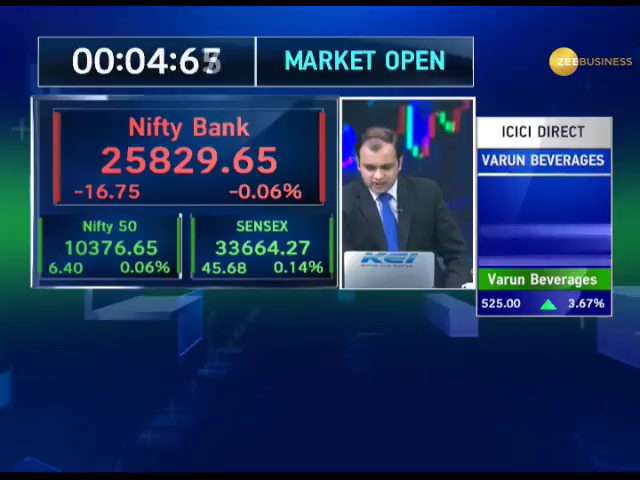 00:04:6
MARKET OPEN
ZEE BUSINESS
Nifty Bank
25829.65
-16.75 -0.06%
Nifty 50
10376.65
6.40 0.06%
SENSEX
33664.27
45.68 0.14%
KEI
ICICI DIRECT
VARUN BEVERAGES
Varun Beverages
525.00 3.67%